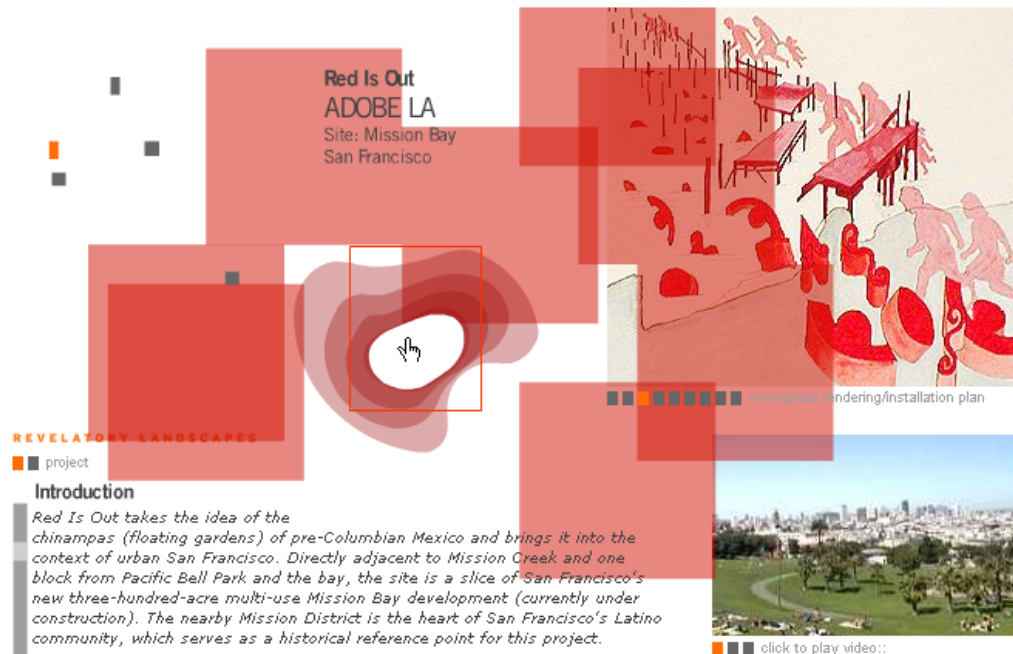 Red Is Out
ADOBE LA
Site: Mission Bay
San Francisco
conceptual rendering/installation plan
REVELATORY LANDSCAPES
project
Introduction
Red Is Out takes the idea of the
chinampas (floating gardens) of pre-Columbian Mexico and brings it into the
context of urban San Francisco. Directly adjacent to Mission Creek and one
block from Pacific Bell Park and the bay, the site is a slice of San Francisco's
new three-hundred-acre multi-use Mission Bay development (currently under
construction). The nearby Mission District is the heart of San Francisco's Latino
community, which serves as a historical reference point for this project.
click to play video::